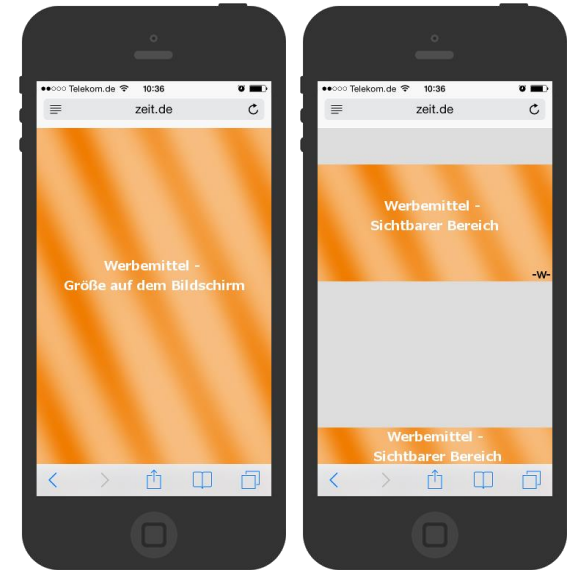 Telekom.de 10:36
zeit.de
Werbemittel -
Größe auf dem Bildschirm
Telekom.de 10:36
zeit.de
Werbemittel -
Sichtbarer Bereich
-W-
Werbemittel -
Sichtbarer Bereich